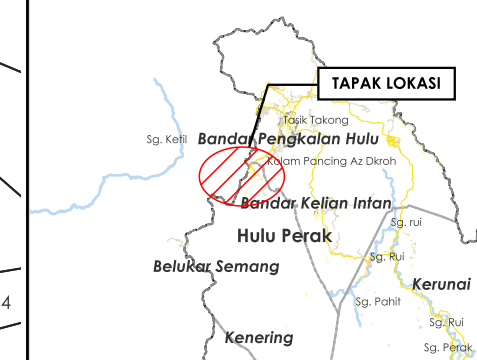 TAPAK LOKASI
Tasik Takong
Sg. Ketil
Bandar Pengkalan Hulu
Kolam Pancing Az Dkroh
Bandar Kelian Intan
Sg. rui
Hulu Perak
Sg. Rui
Belukar Semang
Kerunai
4
Sg. Pahit
Sg. Rui
Kenering
Sg. Perak